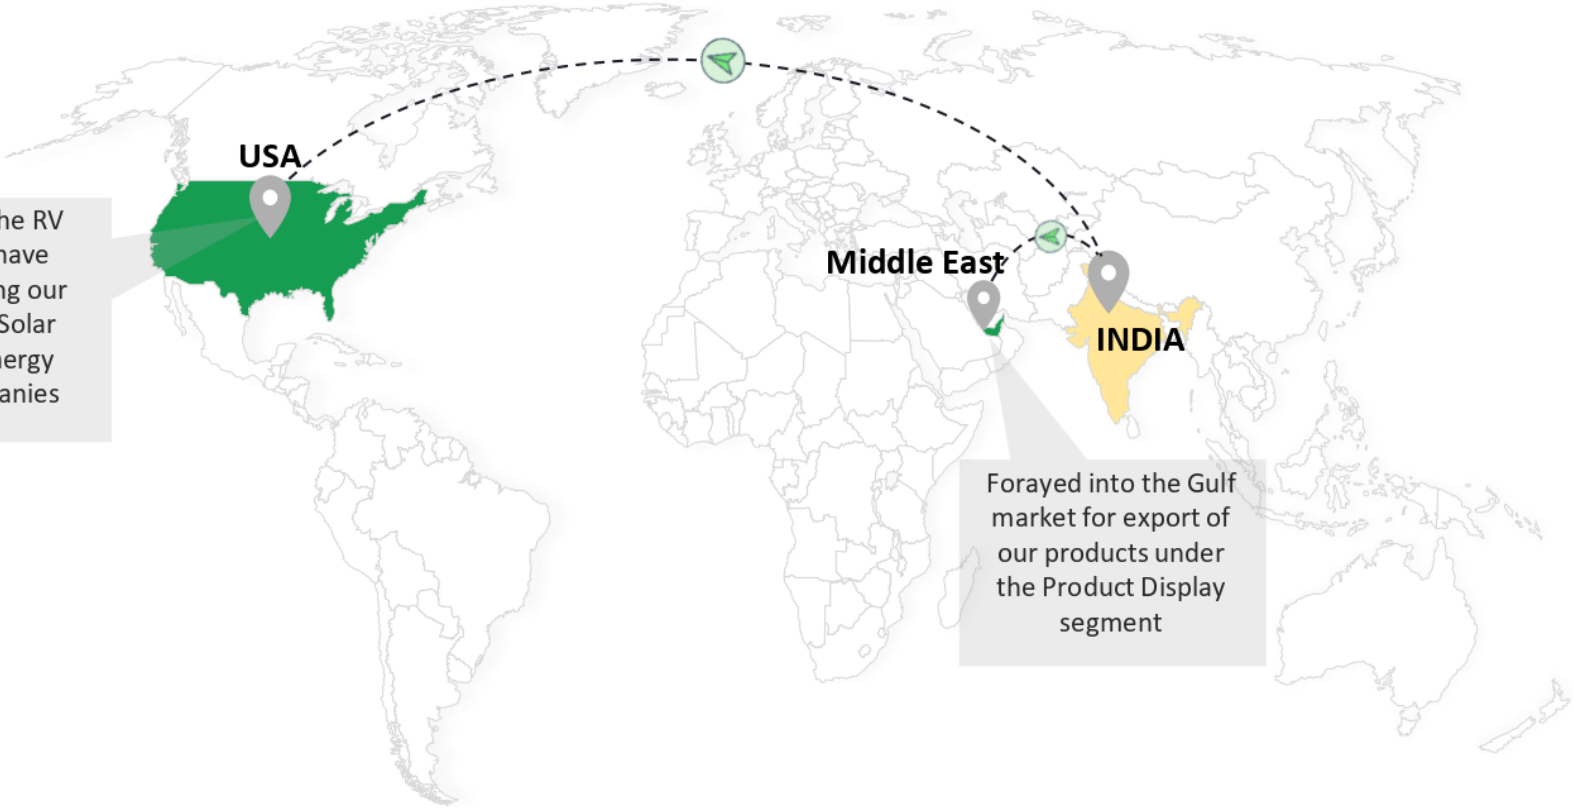 USA
he RV
have
ng our
Solar
nergy
anies
Middle East
INDIA
Forayed into the Gulf
market for export of
our products under
the Product Display
segment